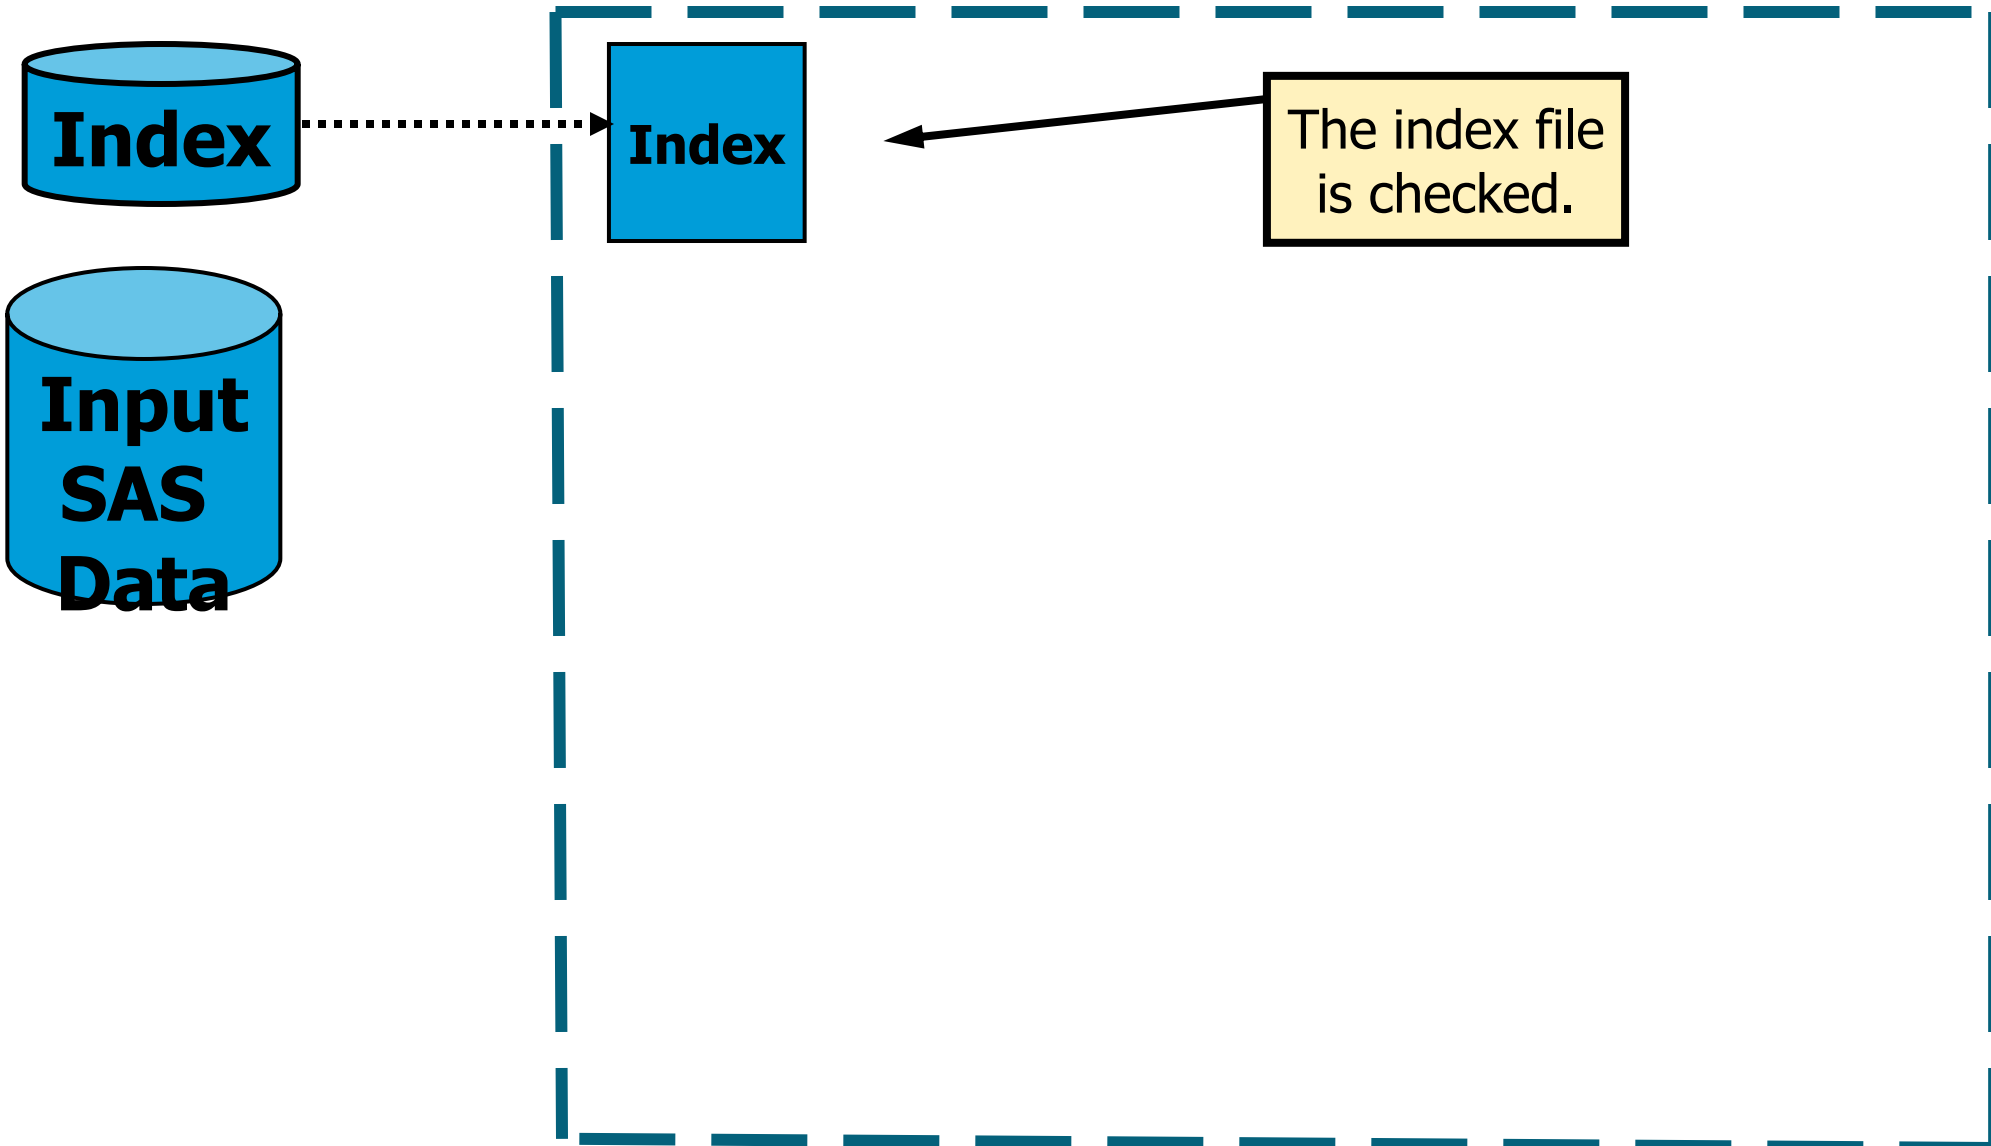 Index
Index
The index file
is checked.
Input
SAS
Data